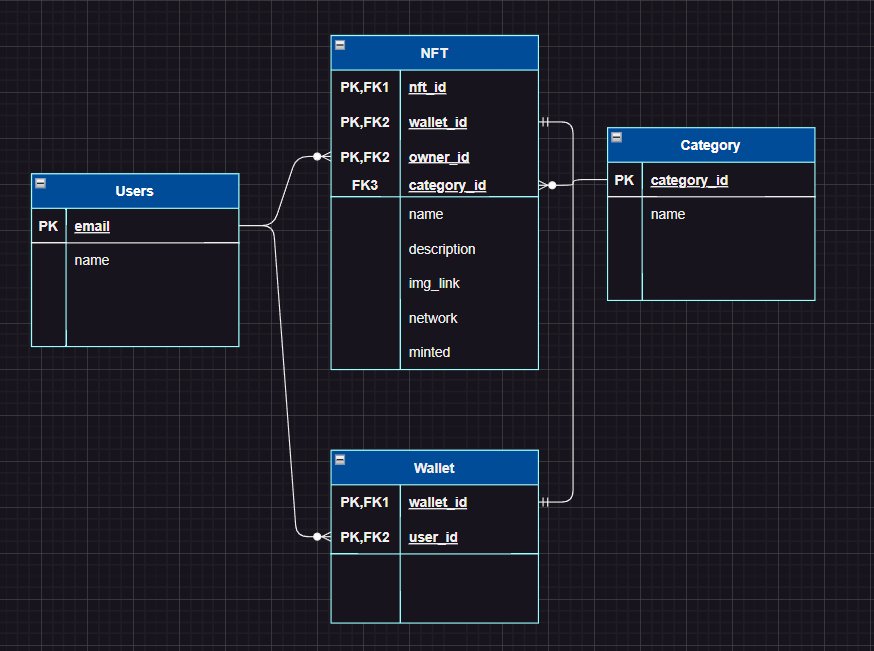 NFT
PK,FK1 nft_id
PK,FK2 wallet_id
PK,FK2 owner_id
FK3 category_id
name
description
img_link
network
minted
Users
PK email
name
Category
PK category_id
name
Wallet
PK,FK1 wallet_id
PK,FK2 user_id